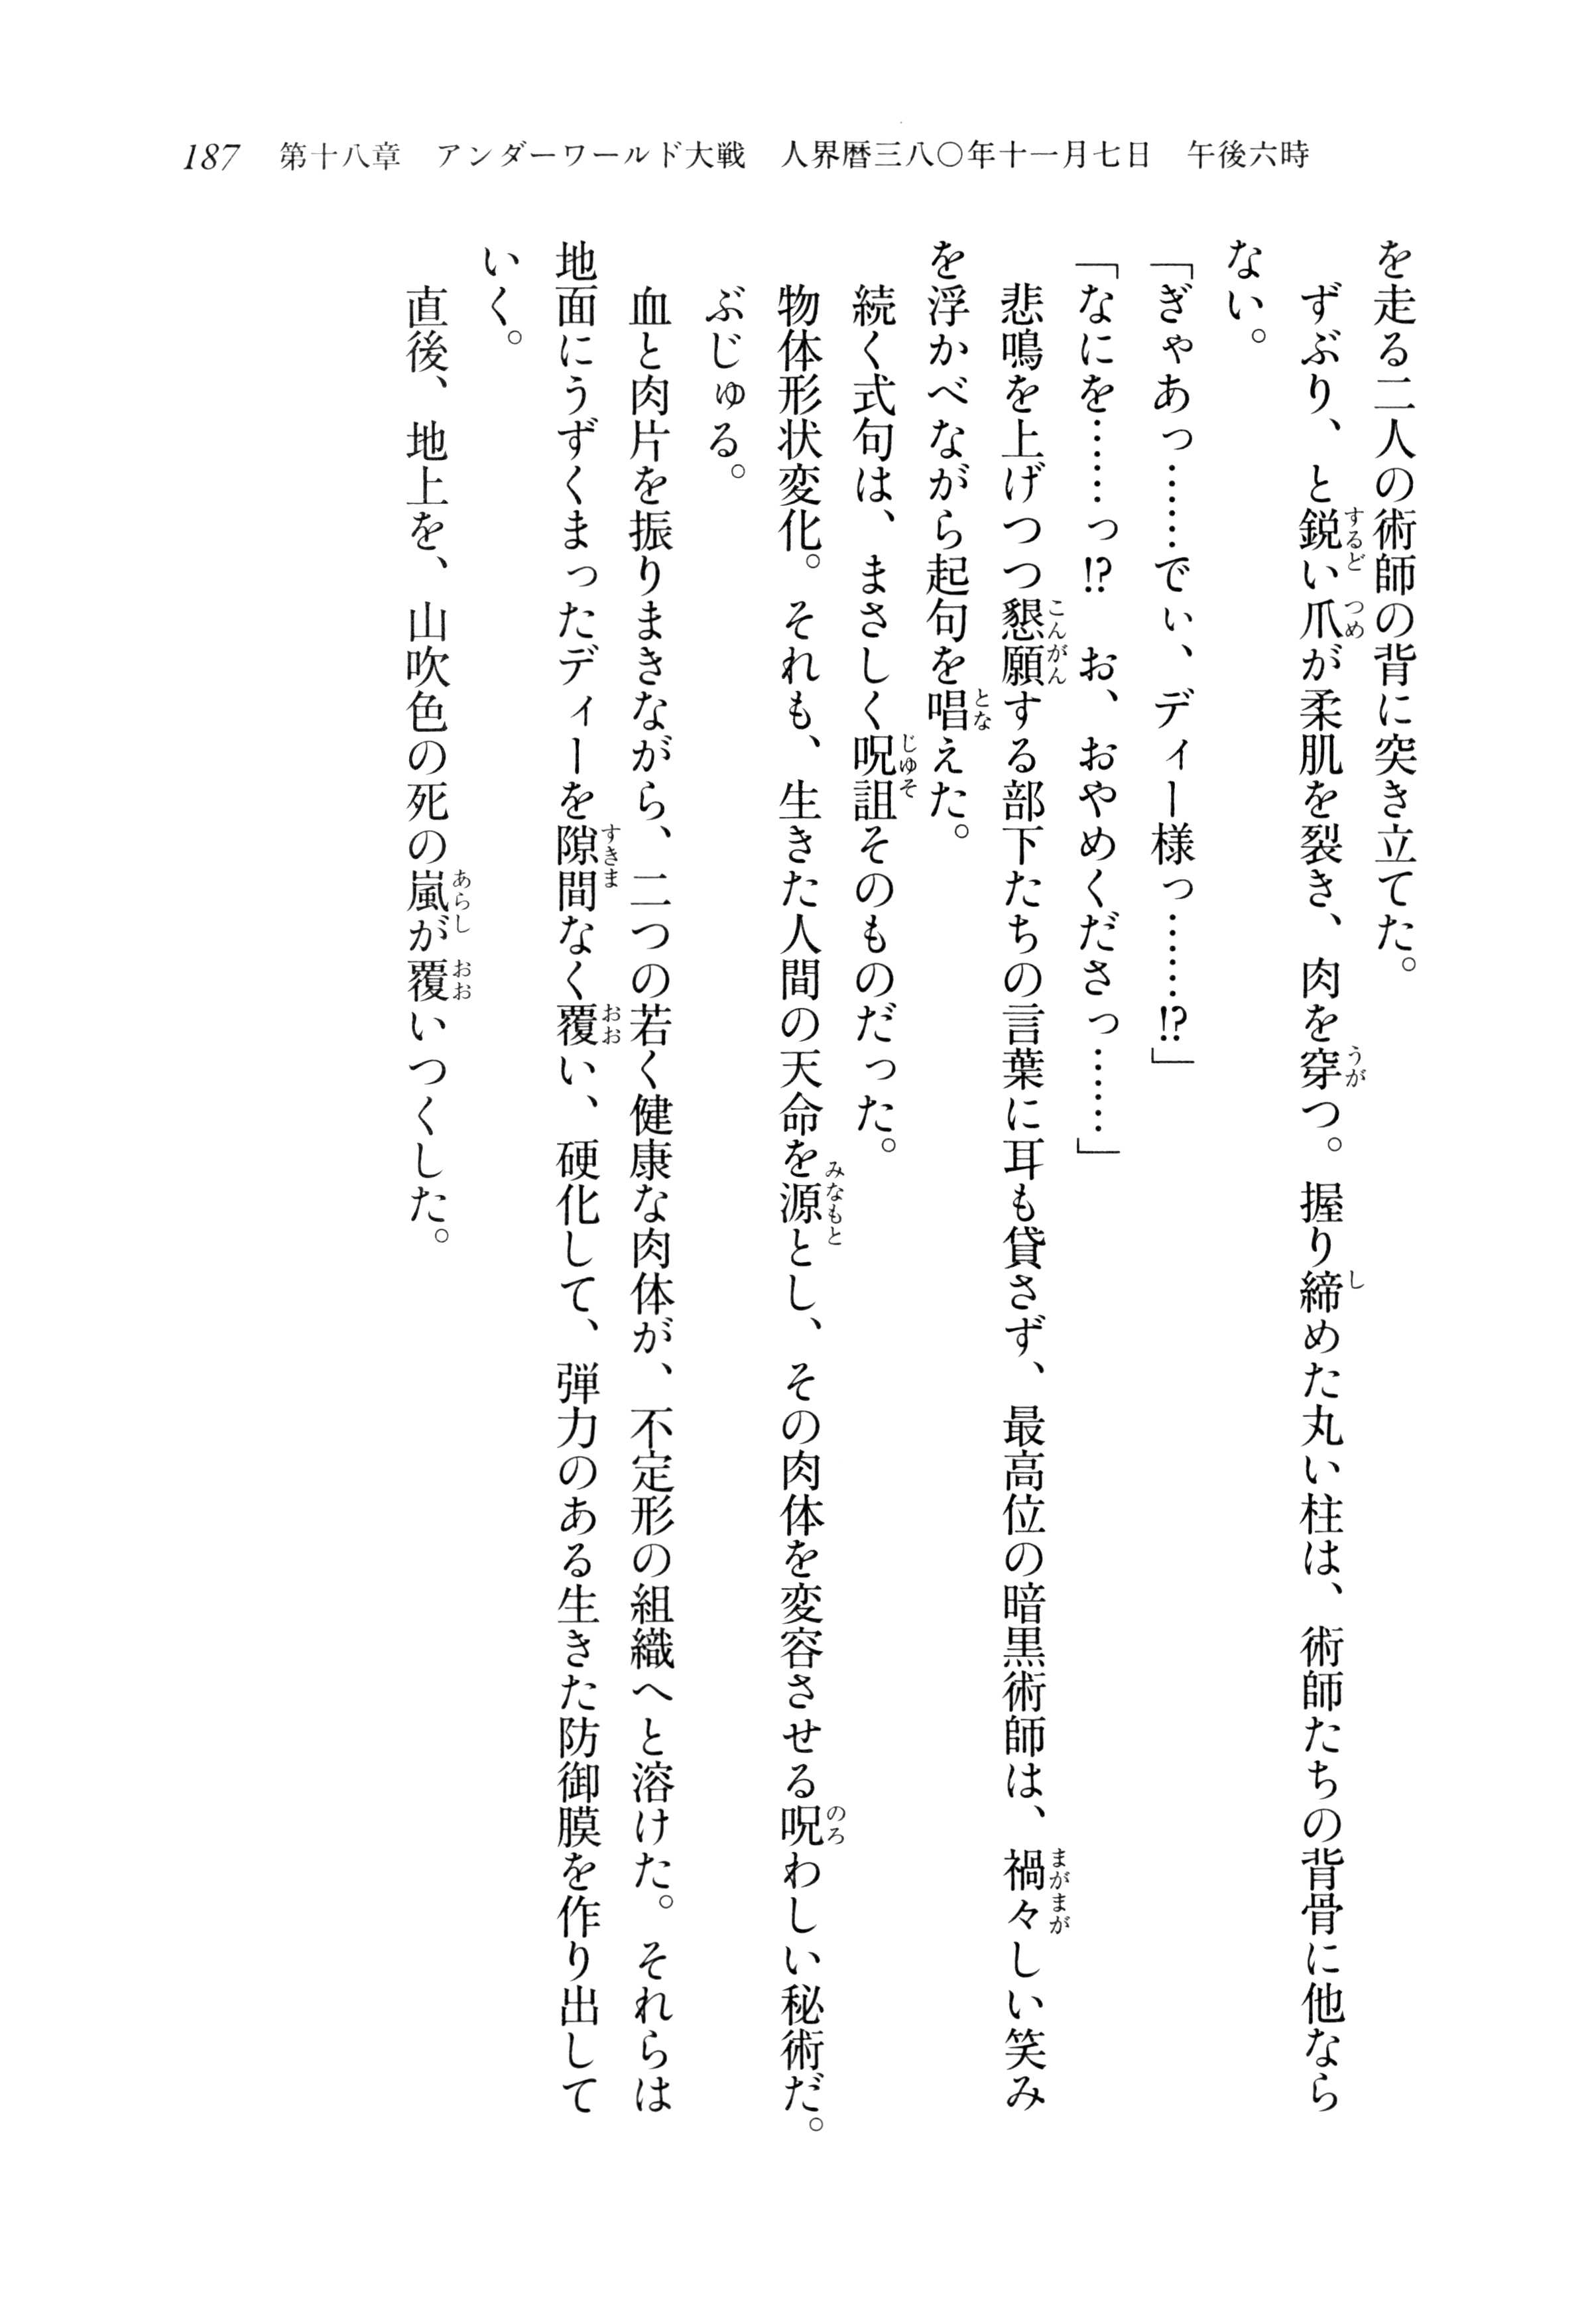 187 第十八章 アンダーワールド大戦 人界暦三八〇年十一月七日 午後六時
を走る二人の術師の背に突き立てた。
ずぶり、と鋭い爪が柔肌を裂き、肉を穿つ。握り締めた丸い柱は、術師たちの背骨に他なら
ない。
「ぎゃあっ……でぃ、ディー様っ……⁉」
「なにを……っ⁉ お、おやめくださっ……」
悲鳴を上げつつ懇願する部下たちの言葉に耳も貸さず、最高位の暗黒術師は、禍々しい笑み
を浮かべながら起句を唱えた。
続く式句は、まさしく呪詛そのものだった。
物体形状変化。それも、生きた人間の天命を源とし、その肉体を変容させる呪わしい秘術だ。
ぶじゅる。
血と肉片を振りまきながら、二つの若く健康な肉体が、不定形の組織へと溶けた。それらは
地面にうずくまったディーを隙間なく覆い、硬化して、弾力のある生きた防御膜を作り出して
いく。
直後、地上を、山吹色の死の嵐が覆いつくした。